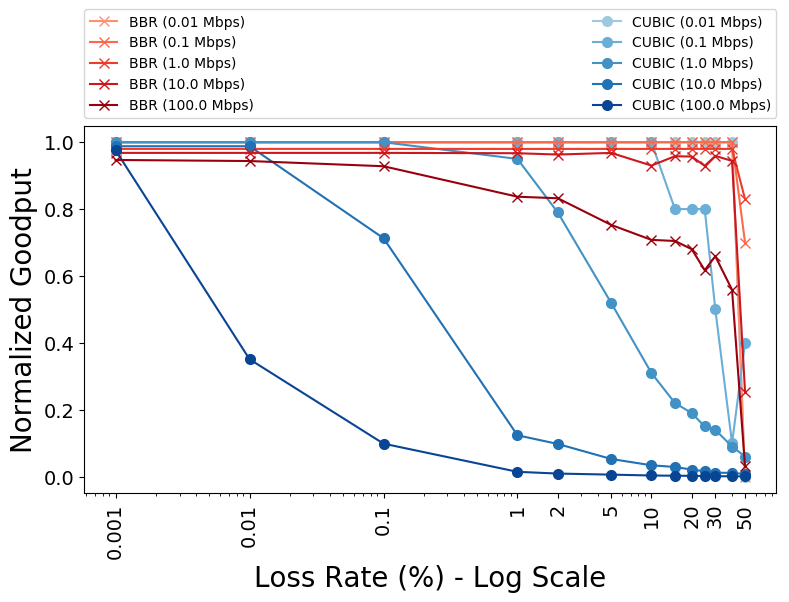 BBR (0.01 Mbps)
BBR (0.1 Mbps)
BBR (1.0 Mbps)
BBR (10.0 Mbps)
BBR (100.0 Mbps)
CUBIC (0.01 Mbps)
CUBIC (0.1 Mbps)
CUBIC (1.0 Mbps)
CUBIC (10.0 Mbps)
CUBIC (100.0 Mbps)
Normalized Goodput
1.0
0.8
0.6
0.4
0.2
0.0
0.001
0.01
0.1
1
2
5
10
20
30
50
Loss Rate (%) - Log Scale